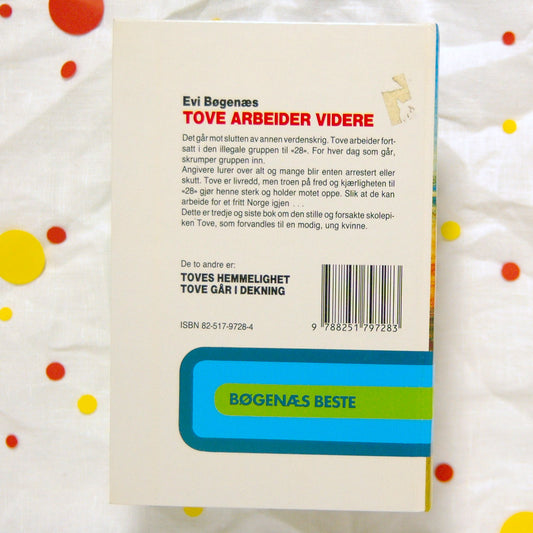 Evi Bøgenæs
TOVE ARBEIDER VIDERE
Det går mot slutten av annen verdenskrig. Tove arbeider fort-
satt i den illegale gruppen til «28». For hver dag som går,
skrumper gruppen inn.
Angivere lurer over alt og mange blir enten arrestert eller
skutt. Tove er livredd, men troen på fred og kjærligheten til
«28» gjør henne sterk og holder motet oppe. Slik at de kan
arbeide for et fritt Norge igjen . . .
Dette er tredje og siste bok om den stille og forsakte skolepi-
ken Tove, som forvandles til en modig, ung kvinne.
De to andre er:
TOVES HEMMELIGHET
TOVE GÅR I DEKNING
ISBN 82-517-9728-4
9 788251 797283
BØGENÆS BESTE